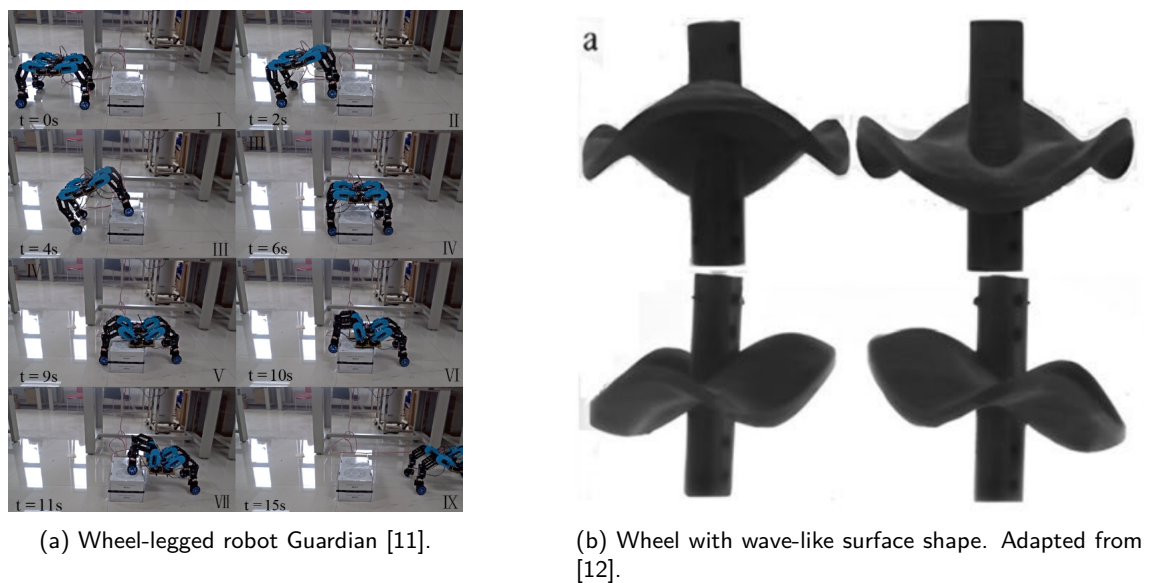 a
t = 0s
I
t = 2s
II
III
t = 4s
III
t = 6s
IV
IV
t = 9s
V
t = 10s
VI
t = 11s
VII
t = 15s
IX
(a) Wheel-legged robot Guardian [11].
(b) Wheel with wave-like surface shape. Adapted from
[12].